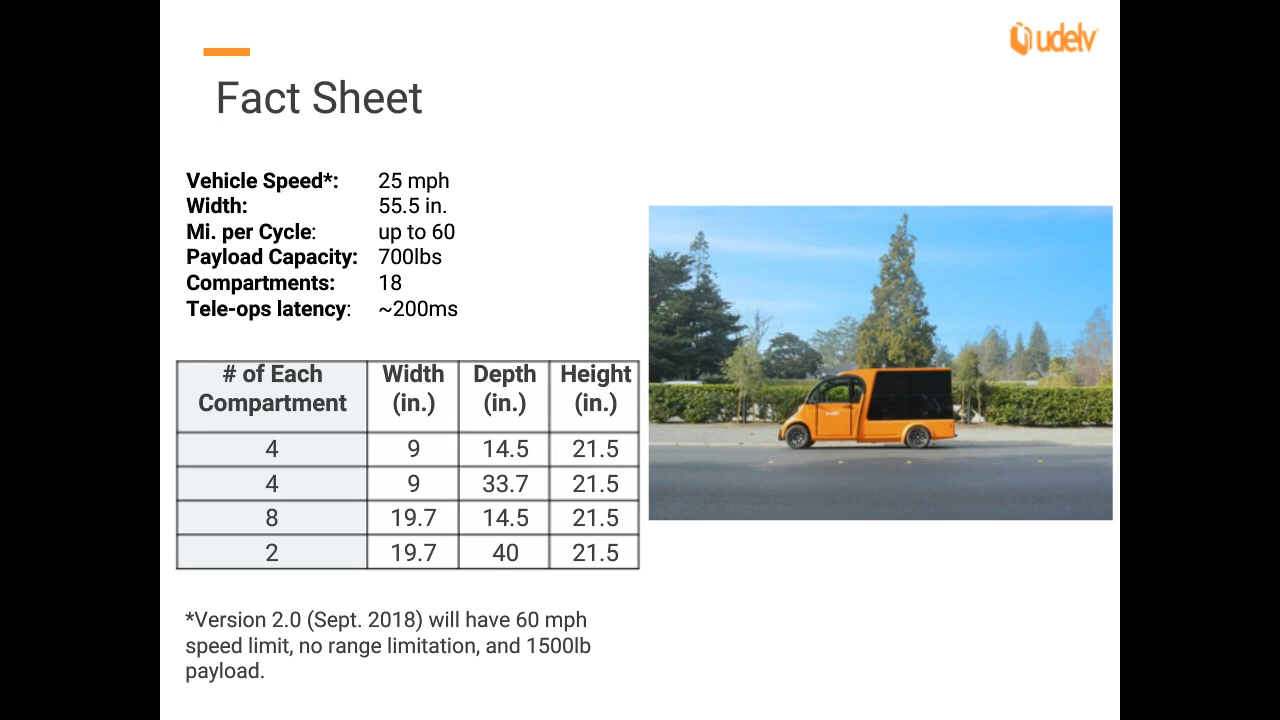 udelv
Fact Sheet
Vehicle Speed*: 25 mph
Width: 55.5 in.
Mi. per Cycle: up to 60
Payload Capacity: 700lbs
Compartments: 18
Tele-ops latency: ~200ms
# of Each Compartment Width (in.) Depth (in.) Height (in.)
4 9 14.5 21.5
4 9 33.7 21.5
8 19.7 14.5 21.5
2 19.7 40 21.5
*Version 2.0 (Sept. 2018) will have 60 mph
speed limit, no range limitation, and 1500lb
payload.